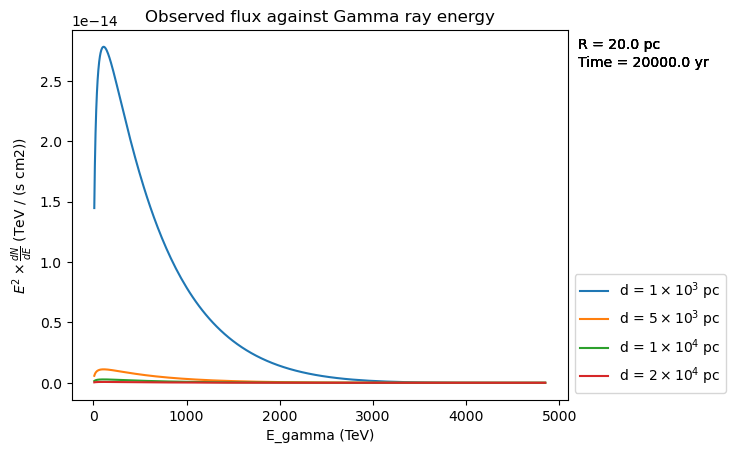 Observed flux against Gamma ray energy
1e−14
R = 20.0 pc
Time = 20000.0 yr
2.5
2.0
1.5
1.0
0.5
0.0
E² × dN/dE (TeV / (s cm2))
d = 1 × 10³ pc
d = 5 × 10³ pc
d = 1 × 10⁴ pc
d = 2 × 10⁴ pc
0 1000 2000 3000 4000 5000
E_gamma (TeV)